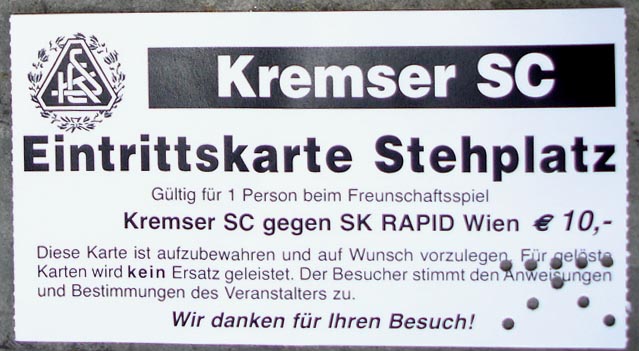 KSC
Kremser SC
Eintrittskarte Stehplatz
Gültig für 1 Person beim Freunschaftsspiel
Kremser SC gegen SK RAPID Wien € 10,-
Diese Karte ist aufzubewahren und auf Wunsch vorzulegen. Für gelöste
Karten wird kein Ersatz geleistet. Der Besucher stimmt den Anweisungen
und Bestimmungen des Veranstalters zu.
Wir danken für Ihren Besuch!